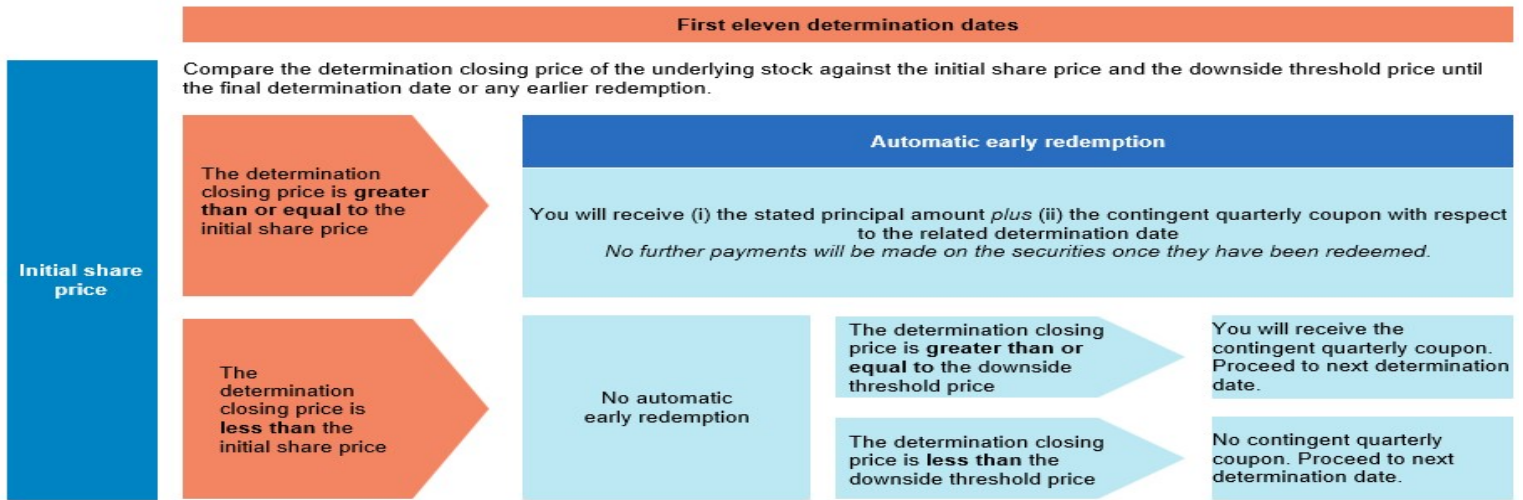 First eleven determination dates
Compare the determination closing price of the underlying stock against the initial share price and the downside threshold price until
the final determination date or any earlier redemption.
Initial share
price
The determination
closing price is greater
than or equal to the
initial share price
Automatic early redemption
You will receive (i) the stated principal amount plus (ii) the contingent quarterly coupon with respect
to the related determination date
No further payments will be made on the securities once they have been redeemed.
The
determination
closing price is
less than the
initial share price
No automatic
early redemption
The determination closing
price is greater than or
equal to the downside
threshold price
You will receive the
contingent quarterly coupon.
Proceed to next determination
date.
The determination closing
price is less than the
downside threshold price
No contingent quarterly
coupon. Proceed to next
determination date.